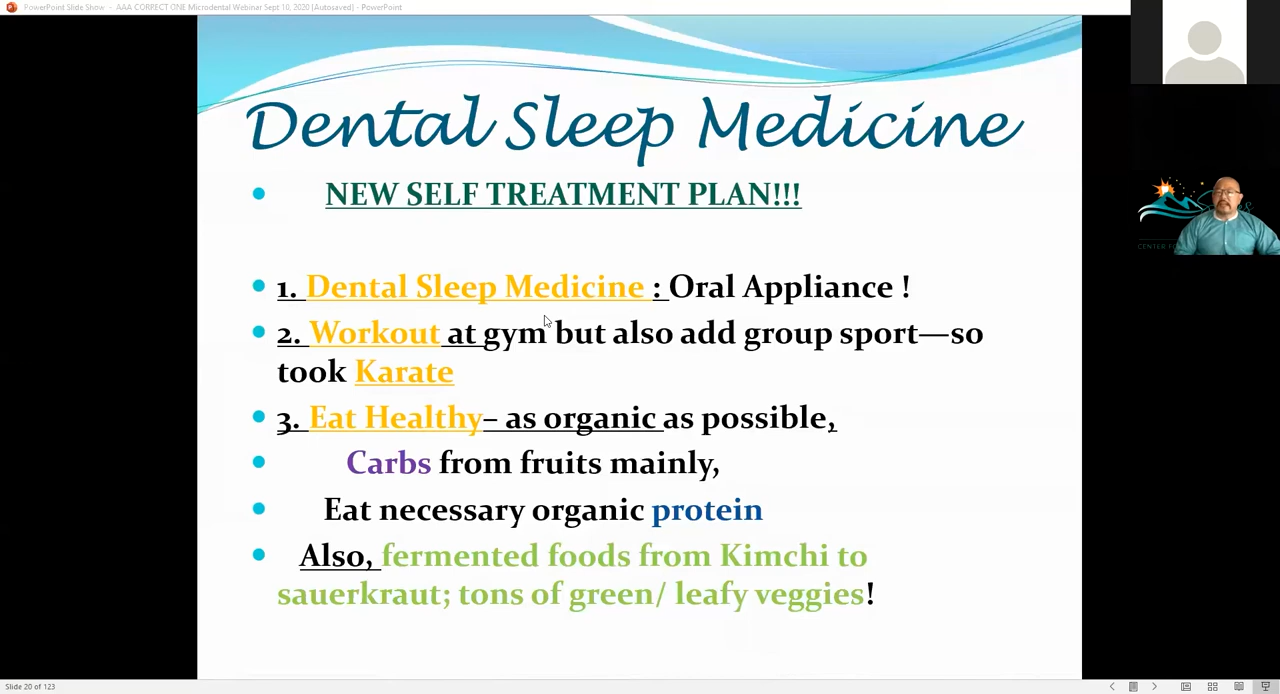 PowerPoint Slide Show - AAA CORRECT ONE Microdental Webinar Sept 10, 2020 [Autosaved] - PowerPoint
Dental Sleep Medicine
NEW SELF TREATMENT PLAN!!!
1. Dental Sleep Medicine : Oral Appliance !
2. Workout at gym but also add group sport—so
took Karate
3. Eat Healthy– as organic as possible,
Carbs from fruits mainly,
Eat necessary organic protein
Also, fermented foods from Kimchi to
sauerkraut; tons of green/ leafy veggies!
CENTER FO
Slide 20 of 123